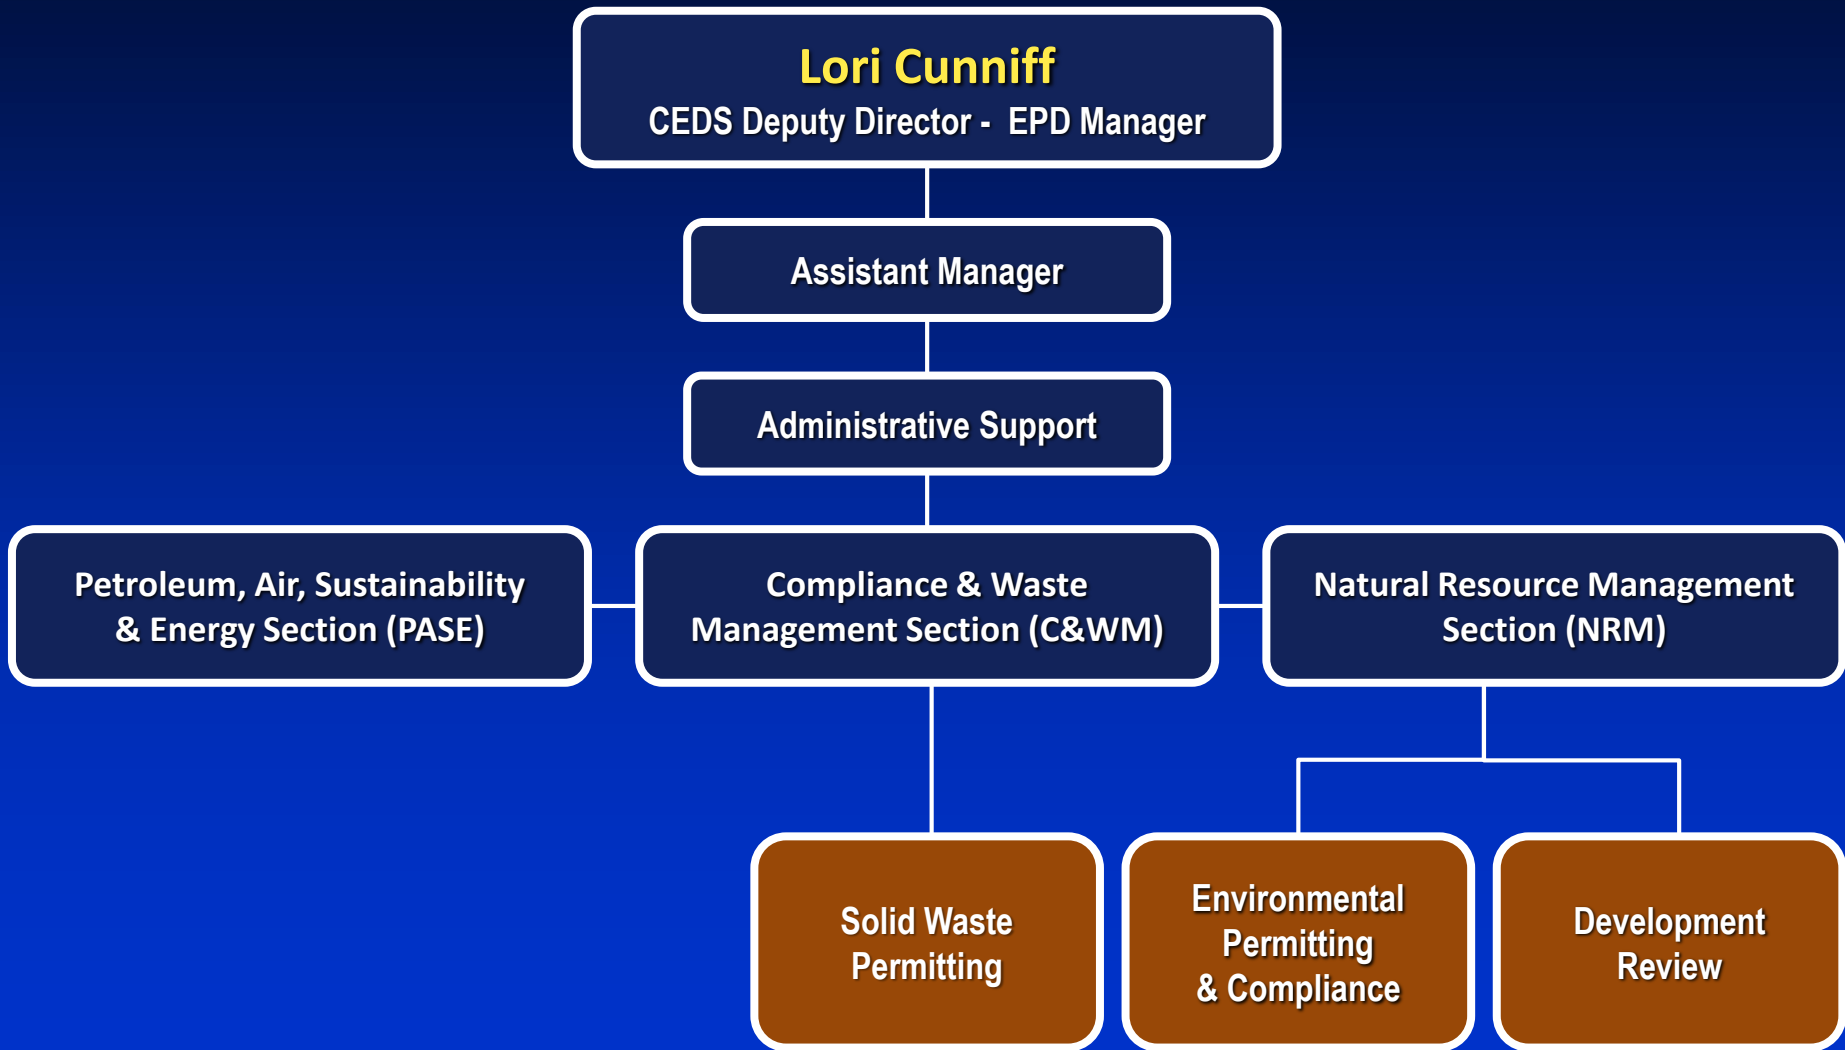 Lori Cunniff
CEDS Deputy Director - EPD Manager
Assistant Manager
Administrative Support
Petroleum, Air, Sustainability
& Energy Section (PASE)
Compliance & Waste
Management Section (C&WM)
Natural Resource Management
Section (NRM)
Solid Waste
Permitting
Environmental
Permitting
& Compliance
Development
Review